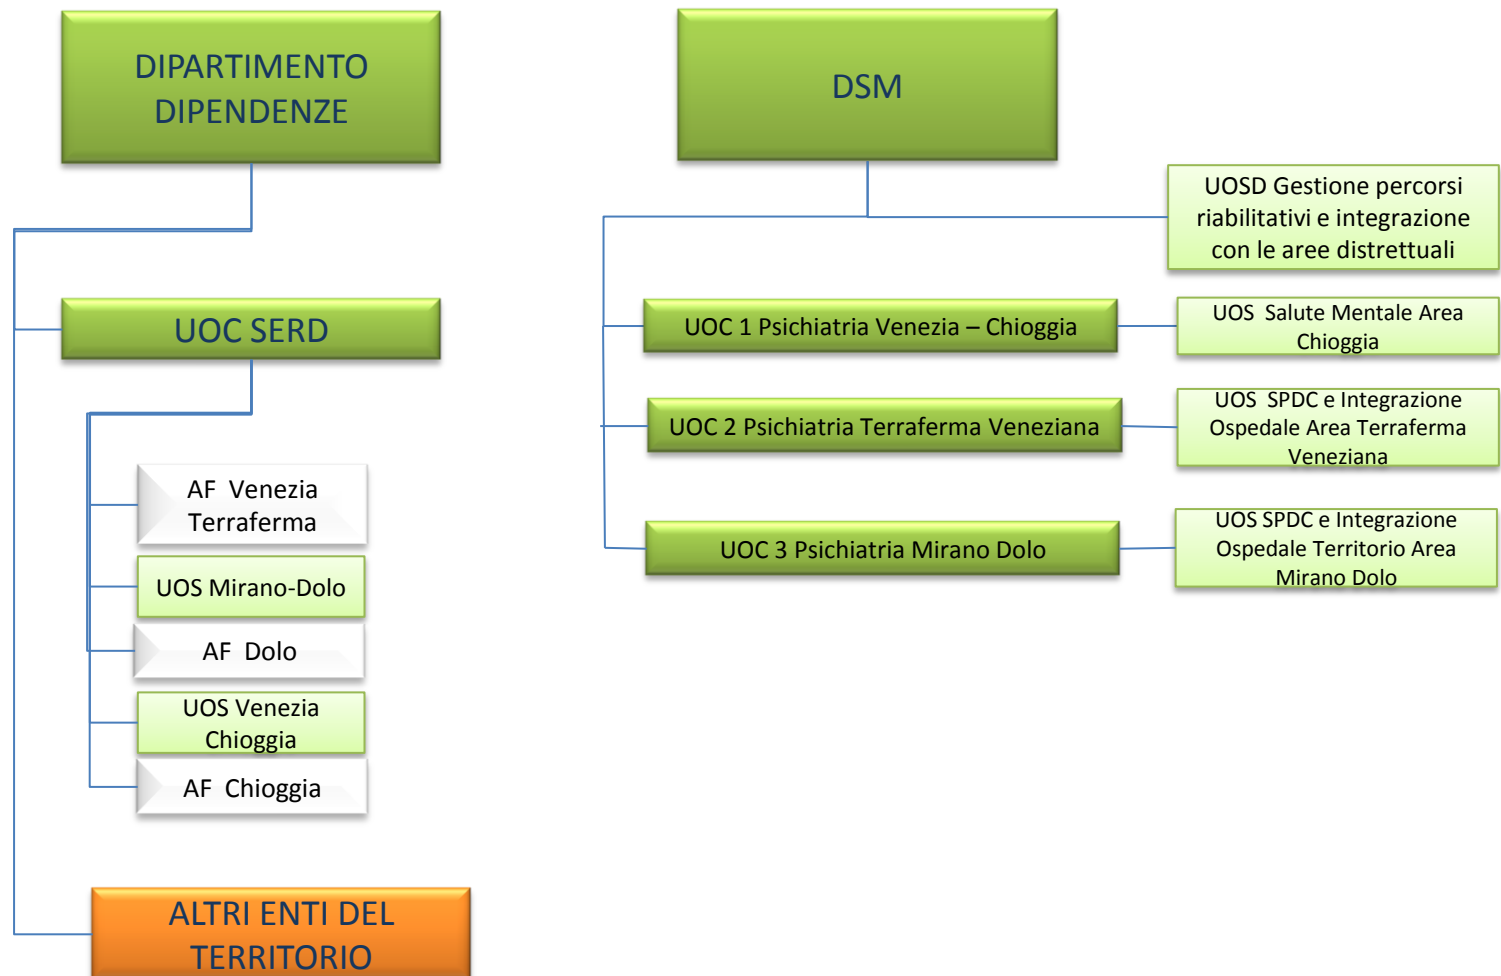 DIPARTIMENTO
DIPENDENZE
UOC SERD
AF Venezia
Terraferma
UOS Mirano-Dolo
AF Dolo
UOS Venezia
Chioggia
AF Chioggia
ALTRI ENTI DEL
TERRITORIO
DSM
UOSD Gestione percorsi
riabilitativi e integrazione
con le aree distrettuali
UOC 1 Psichiatria Venezia – Chioggia
UOS Salute Mentale Area
Chioggia
UOC 2 Psichiatria Terraferma Veneziana
UOS SPDC e Integrazione
Ospedale Area Terraferma
Veneziana
UOC 3 Psichiatria Mirano Dolo
UOS SPDC e Integrazione
Ospedale Territorio Area
Mirano Dolo